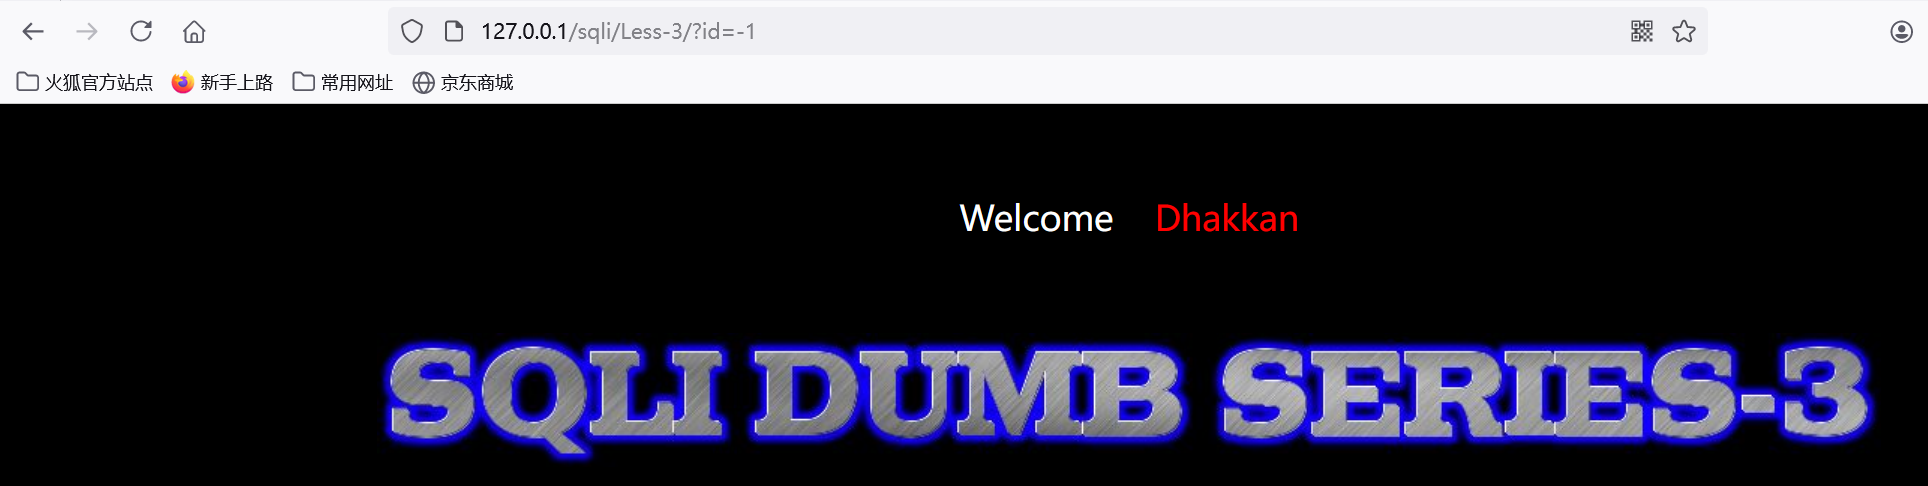 127.0.0.1/sqli/Less-3/?id=-1
火狐官方站点 新手上路 常用网址 京东商城
Welcome Dhakkan
SQLI DUMB SERIES-3